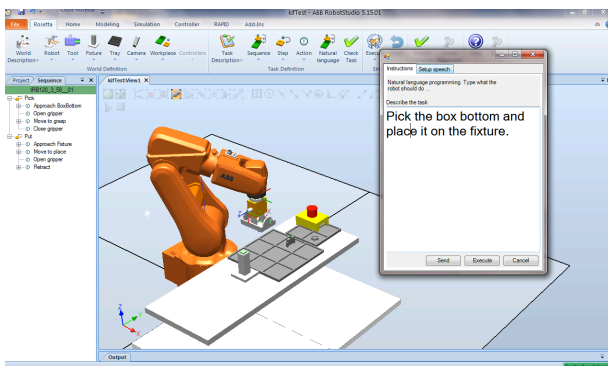 kifTest - ABB RobotStudio 5.15.01
File Rosetta Home Modeling Simulation Controller RAPID Add-Ins
World Description Robot Tool Fixture Tray Camera Workpiece Controllers Task Description Sequence Step Action Natural language Check Task
World Definition Task Definition
Project Sequence kifTest:View1
IRB120_3_58__01
Pick
Approach BoxBottom
Open gripper
Move to grasp
Close gripper
Put
Approach Fixture
Move to place
Open gripper
Retract
ABB
Z
Y
X
Output
Instructions Setup speech
Natural language programming. Type what the
robot should do ...
Describe the task
Pick the box bottom and
place it on the fixture.
Send Execute Cancel